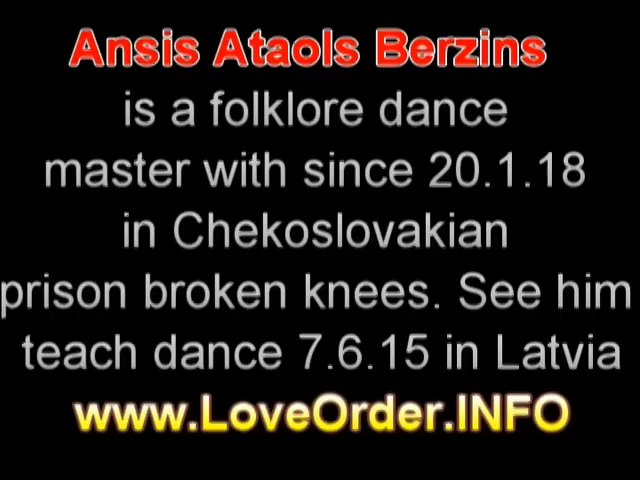 Ansis Ataols Berzins
is a folklore dance
master with since 20.1.18
in Chekoslovakian
prison broken knees. See him
teach dance 7.6.15 in Latvia
www.LoveOrder.INFO